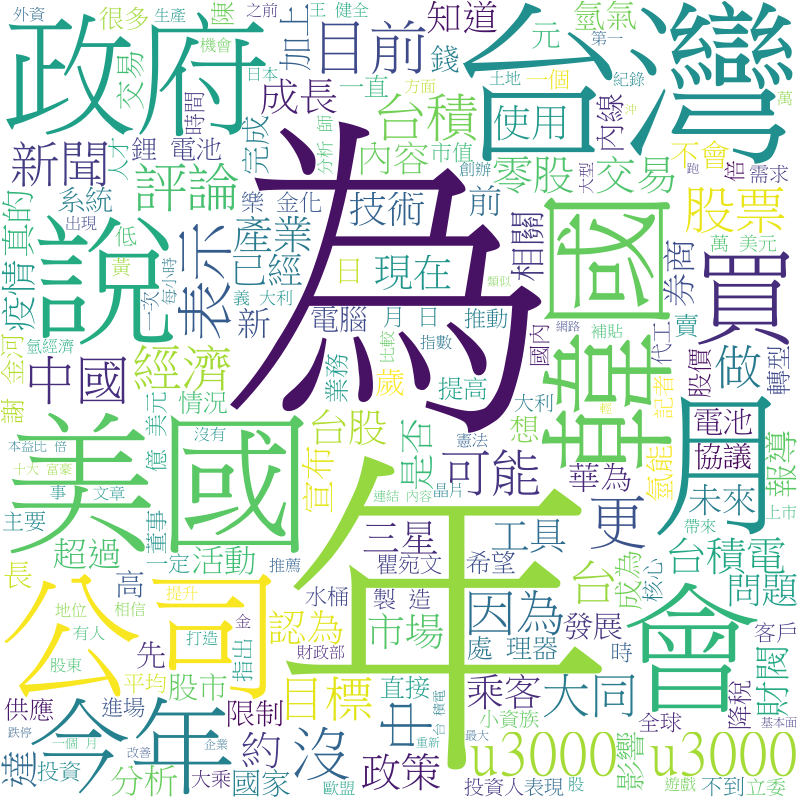 外資
很多
生產
陳
機會
之前
王 健全
加上
目前
知道
氫氣
元
第一
政府
交易
日本
錢
一直
方面
土地
一個
紀錄
台灣
萬
人才
時間
成長
台積
使用
內線
新聞
鋰 電池
完成
分析 師
內容
市值
創辦
大型
跑
不會
倍
需求
評論
系統
樂 金化
技術
前
零股 交易
股票
真的
出現
低
產業
為
萬 美元
疫情
表示
已經
現在
相關
券商
買
黃
日
說
一次
每小時
義 大利
類似
新
電腦
月 日
推動
國內
網路
補貼
代工
賣
韓國
氫經濟
經濟
業務
比較
指數
中國
歲
提高
股價
做
轉型
金河
謝
情況
美元
億
台股
大利
記者
電池
月
沒有
憲法
想
是否
協議
本益比 倍
十大 富豪
宣布
可能
華為
氫能
報導
美國
年
事
文章
連結 內容
晶片
未來
上市
主要
董事
三星
更
帶來
超過
一定
活動
推薦
瞿宛文
工具
希望
台
成為
核心
台積電
長
高
水桶
製 造
因為
問題
提升
公司
地位
相信
認為
市場
處 理器
發展
會
有人
打造
金
指出
客戶
股東
先
財政部
時
平均
股市
目標
直接
乘客
大同
財閥
降稅
供應
進場
限制
中
小資族
全球
基本面
跌停
今年
一個 月
改善
企業
約
沒
台 積電
重新
最大
u3000 u3000
影響
達
投資
分析
大乘
國家
歐盟
政策
投資人
表現
股
遊戲
不到
立委